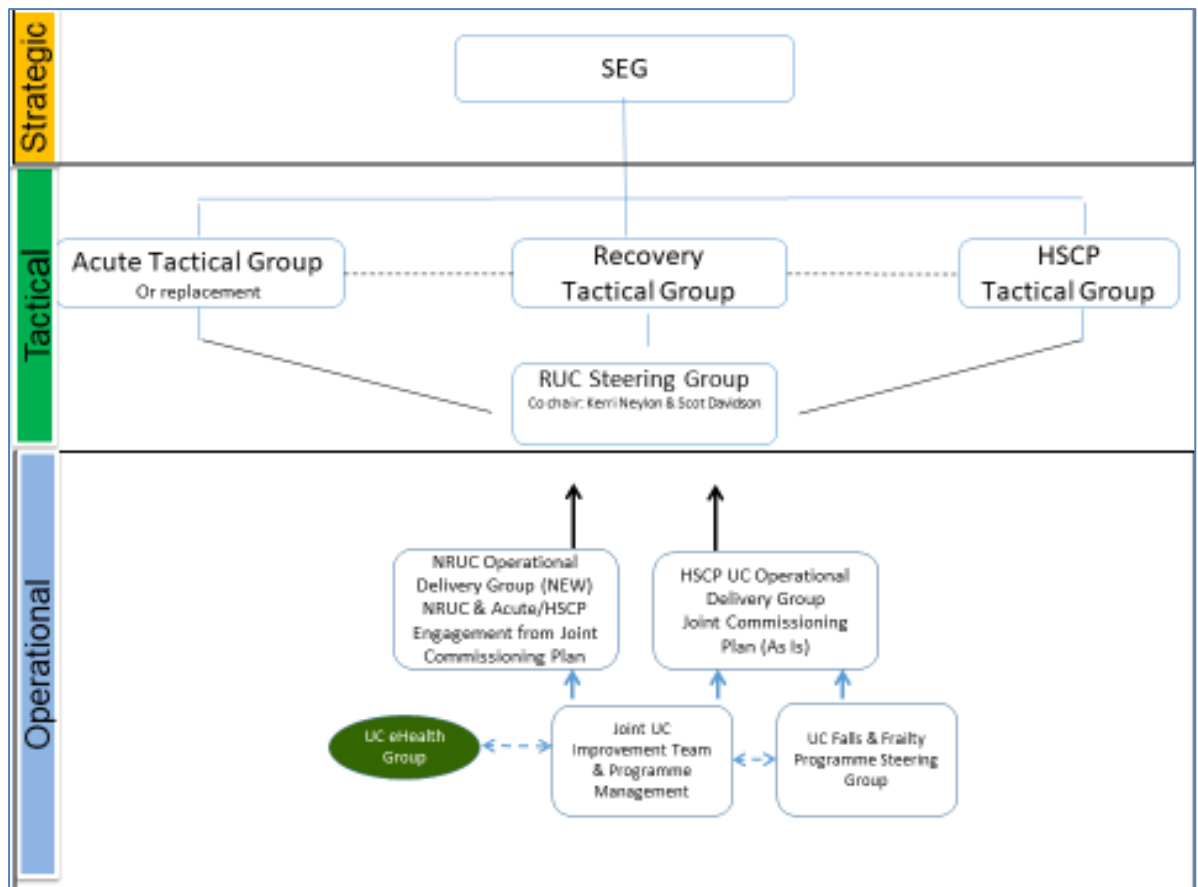 Strategic
SEG
Tactical
Acute Tactical Group
Or replacement
Recovery
Tactical Group
HSCP
Tactical Group
RUC Steering Group
Co chair: Kerri Neylon & Scot Davidson
Operational
NRUC Operational
Delivery Group (NEW)
NRUC & Acute/HSCP
Engagement from Joint
Commissioning Plan
HSCP UC Operational
Delivery Group
Joint Commissioning
Plan (As Is)
UC eHealth
Group
Joint UC
Improvement Team
& Programme
Management
UC Falls & Frailty
Programme Steering
Group